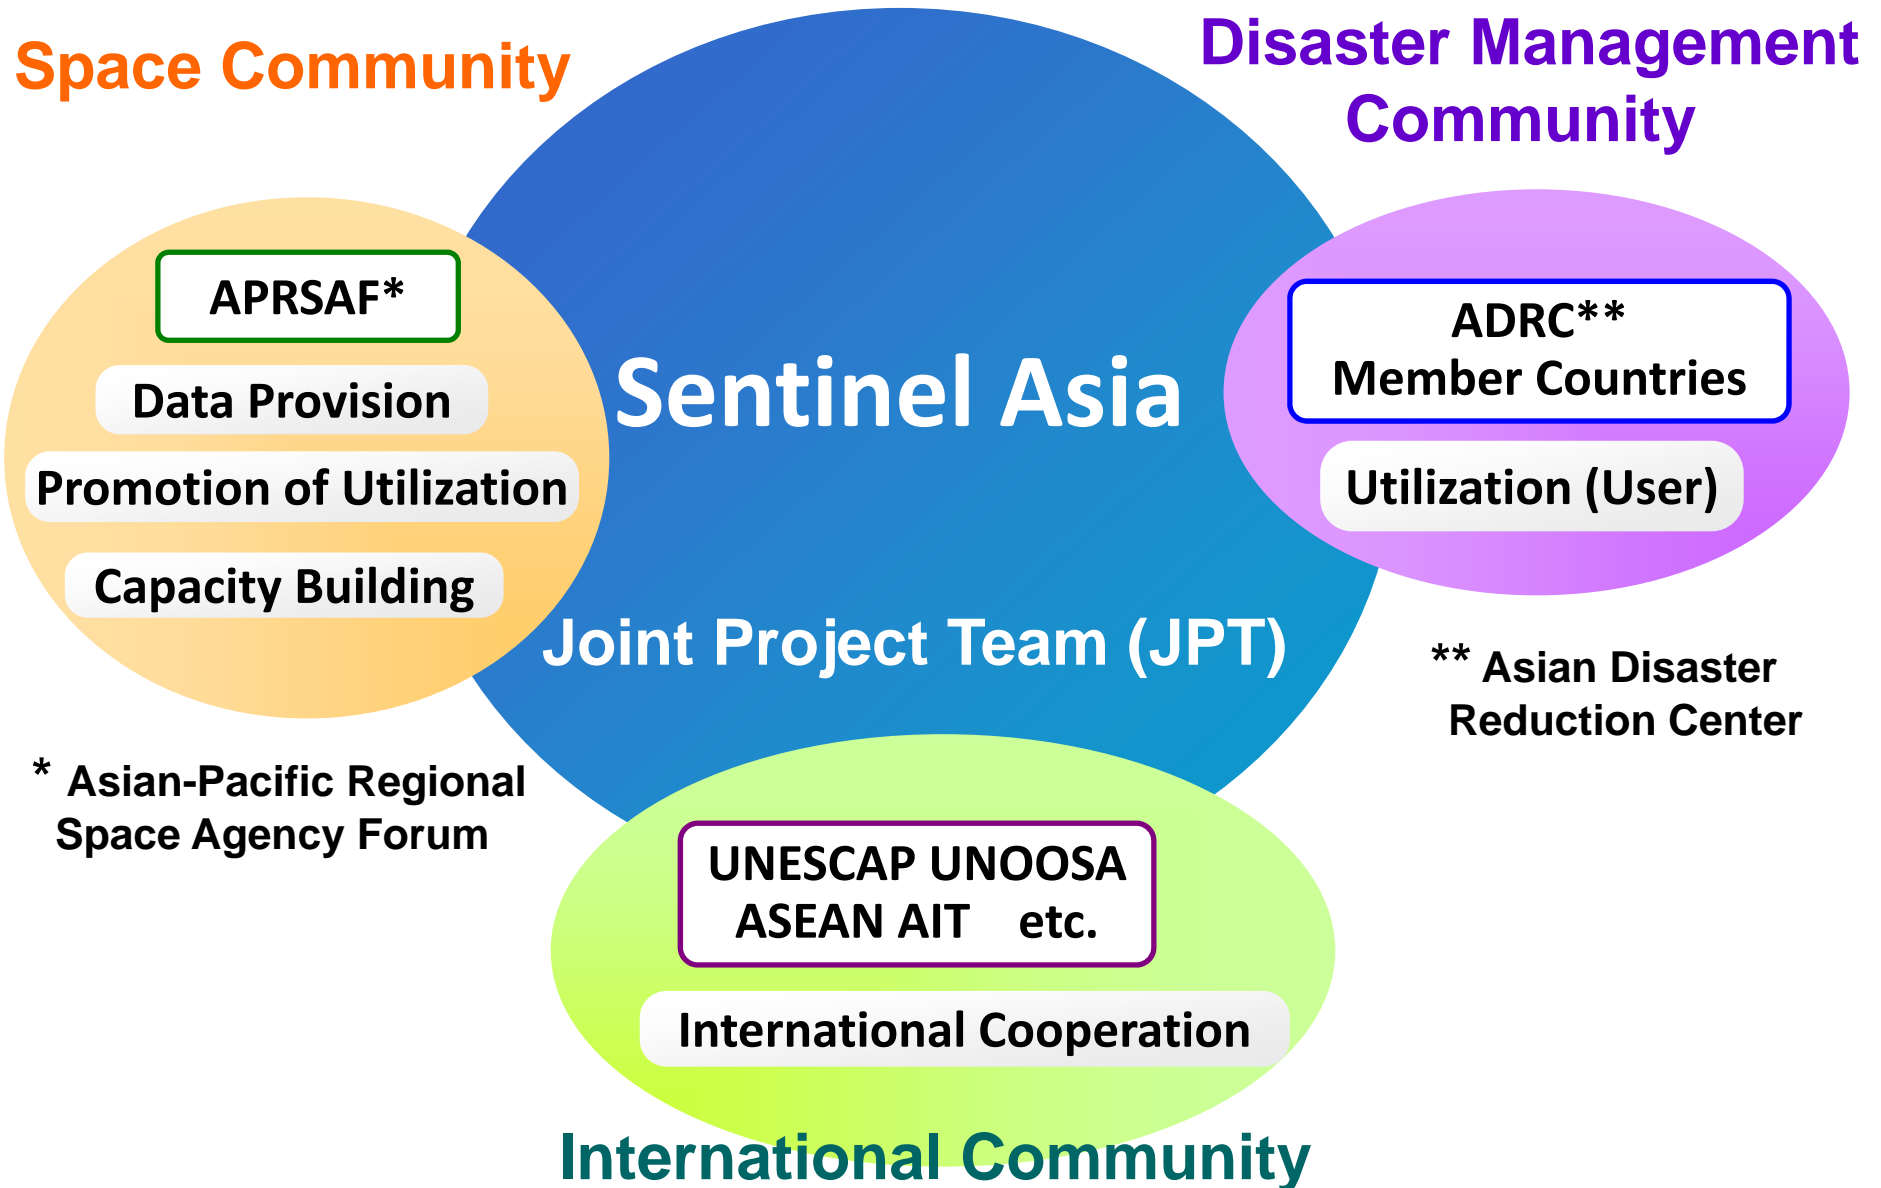 Space Community
Disaster Management
Community
APRSAF*
Data Provision
Promotion of Utilization
Capacity Building
Sentinel Asia
Joint Project Team (JPT)
ADRC**
Member Countries
Utilization (User)
** Asian Disaster
Reduction Center
* Asian-Pacific Regional
Space Agency Forum
UNESCAP UNOOSA
ASEAN AIT etc.
International Cooperation
International Community